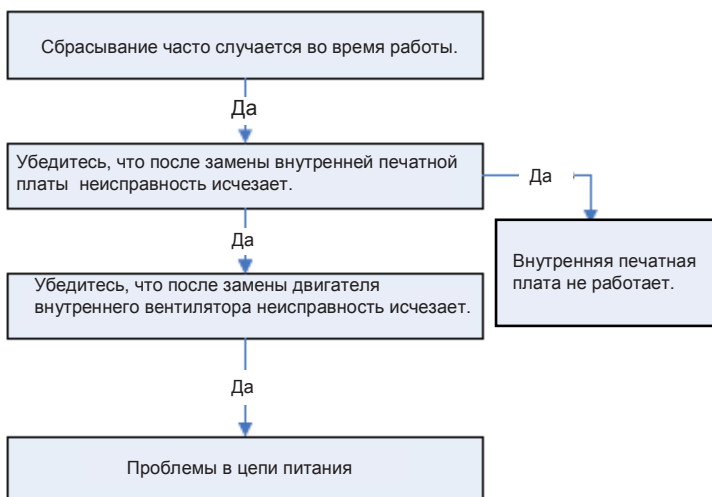 Сбрасывание часто случается во время работы.
Да
Убедитесь, что после замены внутренней печатной
платы неисправность исчезает.
Да
Внутренняя печатная
плата не работает.
Да
Убедитесь, что после замены двигателя
внутреннего вентилятора неисправность исчезает.
Да
Проблемы в цепи питания